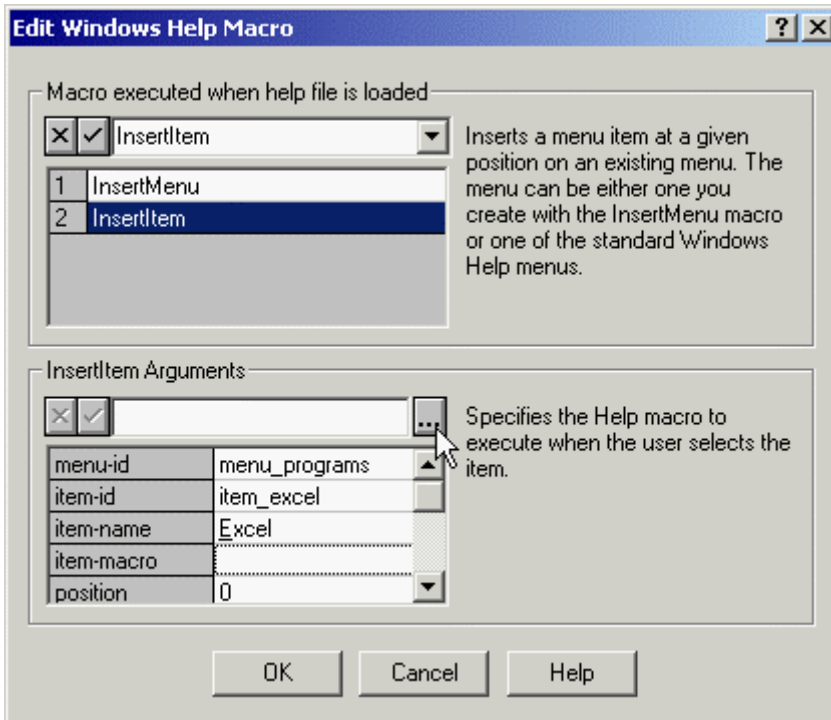 Edit Windows Help Macro
Macro executed when help file is loaded
InsertItem
1 InsertMenu
2 InsertItem
Inserts a menu item at a given
position on an existing menu. The
menu can be either one you
create with the InsertMenu macro
or one of the standard Windows
Help menus.
InsertItem Arguments
...
menu-id menu_programs
item-id item_excel
item-name Excel
item-macro
position 0
Specifies the Help macro to
execute when the user selects the
item.
OK Cancel Help